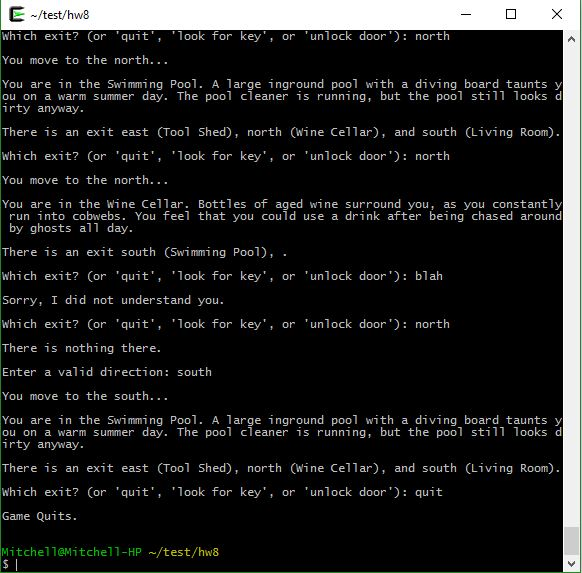 ~/test/hw8
Which exit? (or 'quit', 'look for key', or 'unlock door'): north
You move to the north...
You are in the Swimming Pool. A large inground pool with a diving board taunts y
ou on a warm summer day. The pool cleaner is running, but the pool still looks d
irty anyway.
There is an exit east (Tool Shed), north (Wine Cellar), and south (Living Room).
Which exit? (or 'quit', 'look for key', or 'unlock door'): north
You move to the north...
You are in the Wine Cellar. Bottles of aged wine surround you, as you constantly
 run into cobwebs. You feel that you could use a drink after being chased around
 by ghosts all day.
There is an exit south (Swimming Pool), .
Which exit? (or 'quit', 'look for key', or 'unlock door'): blah
Sorry, I did not understand you.
Which exit? (or 'quit', 'look for key', or 'unlock door'): north
There is nothing there.
Enter a valid direction: south
You move to the south...
You are in the Swimming Pool. A large inground pool with a diving board taunts y
ou on a warm summer day. The pool cleaner is running, but the pool still looks d
irty anyway.
There is an exit east (Tool Shed), north (Wine Cellar), and south (Living Room).
Which exit? (or 'quit', 'look for key', or 'unlock door'): quit
Game Quits.
Mitchell@Mitchell-HP ~/test/hw8
$